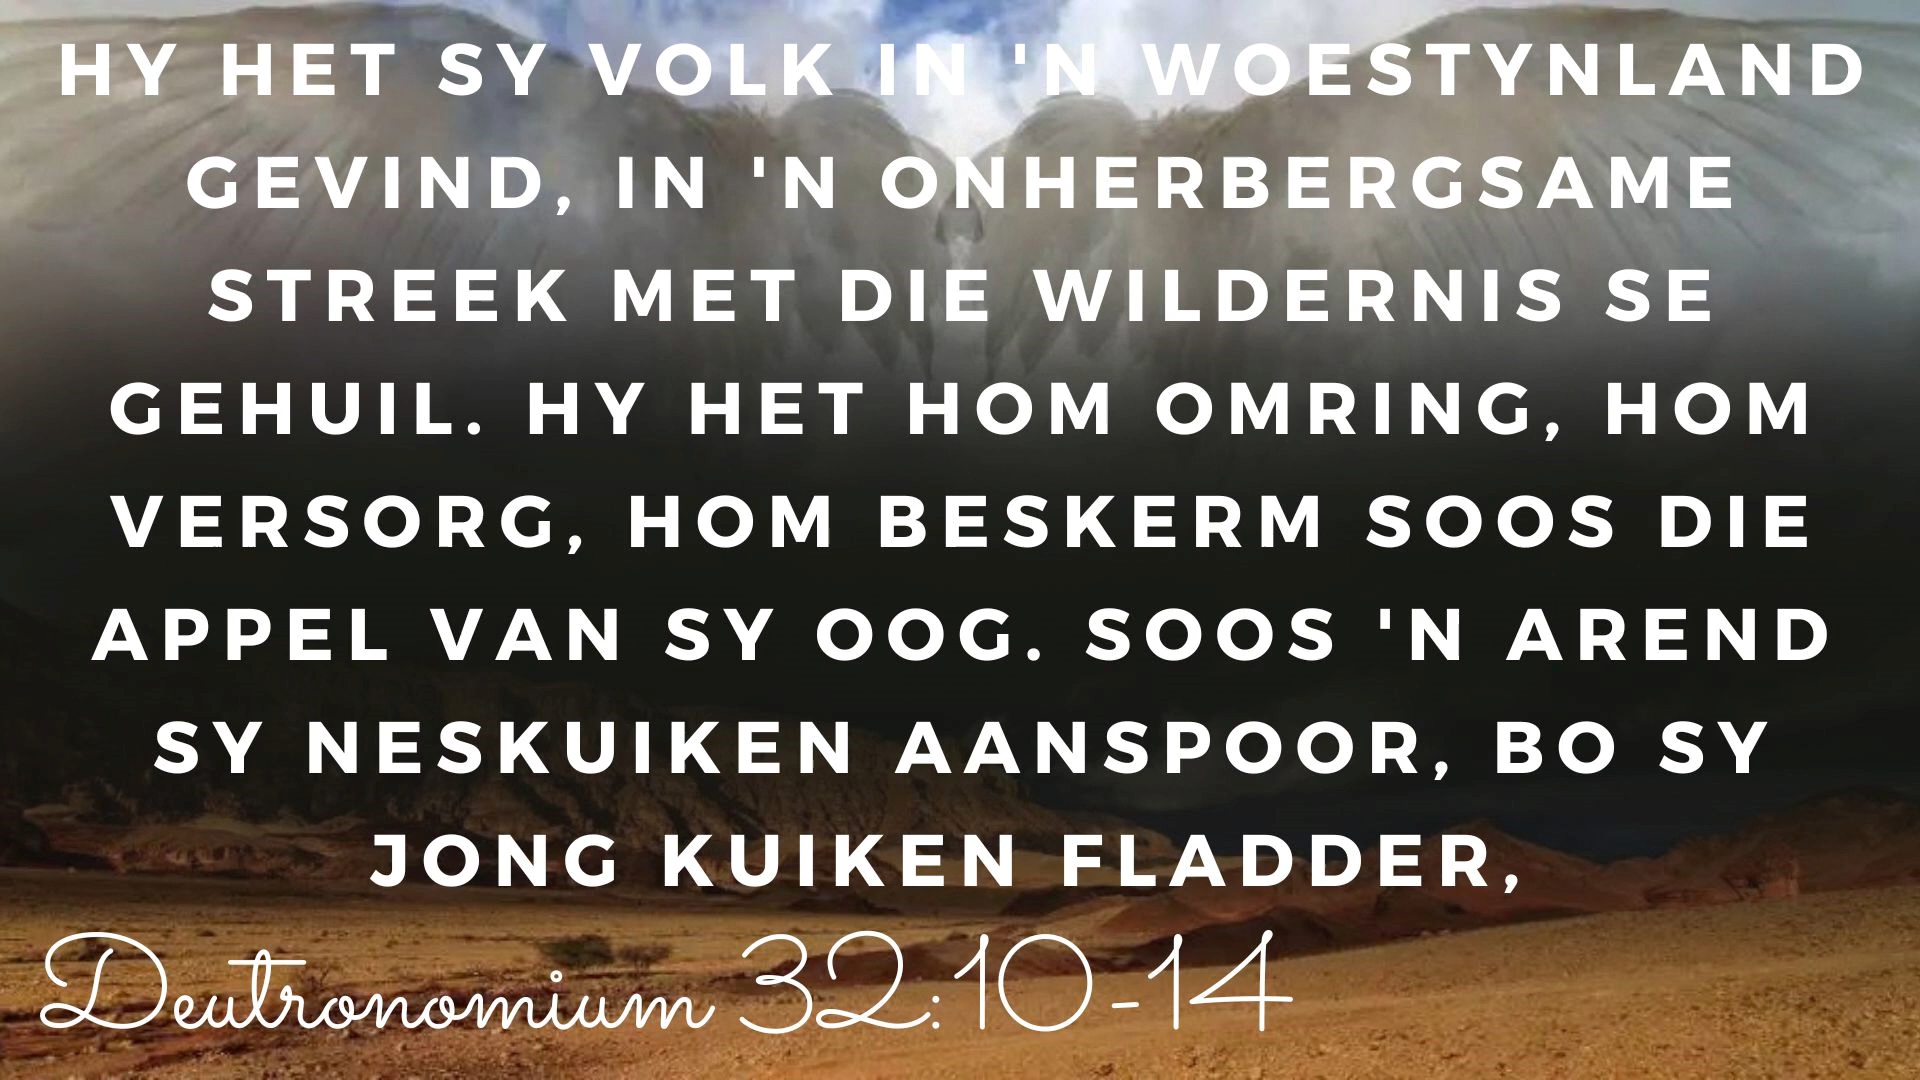 HY HET SY VOLK IN 'N WOESTYNLAND
GEVIND, IN 'N ONHERBERGSAME
STREEK MET DIE WILDERNIS SE
GEHUIL. HY HET HOM OMRING, HOM
VERSORG, HOM BESKERM SOOS DIE
APPEL VAN SY OOG. SOOS 'N AREND
SY NESKUIKEN AANSPOOR, BO SY
JONG KUIKEN FLADDER,
Deutronomium 32:10-14